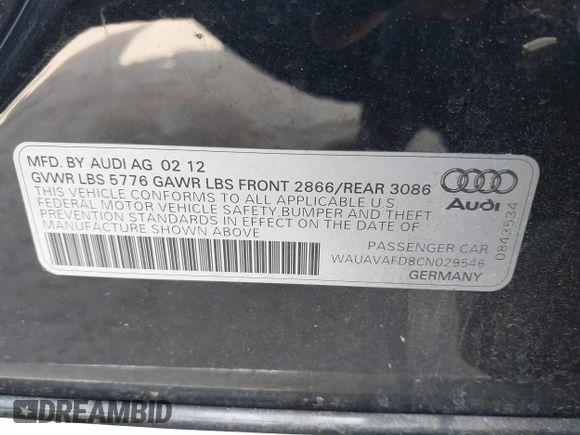 MFD. BY AUDI AG 02 12
GVWR LBS 5776 GAWR LBS FRONT 2866/REAR 3086
THIS VEHICLE CONFORMS TO ALL APPLICABLE U.S.
FEDERAL MOTOR VEHICLE SAFETY,BUMPER AND THEFT
PREVENTION STANDARDS IN EFFECT ON THE DATE OF
MANUFACTURE SHOWN ABOVE
Audi
0843534
PASSENGER CAR
WAUAVAFD8CN029546
GERMANY
DREAMBID